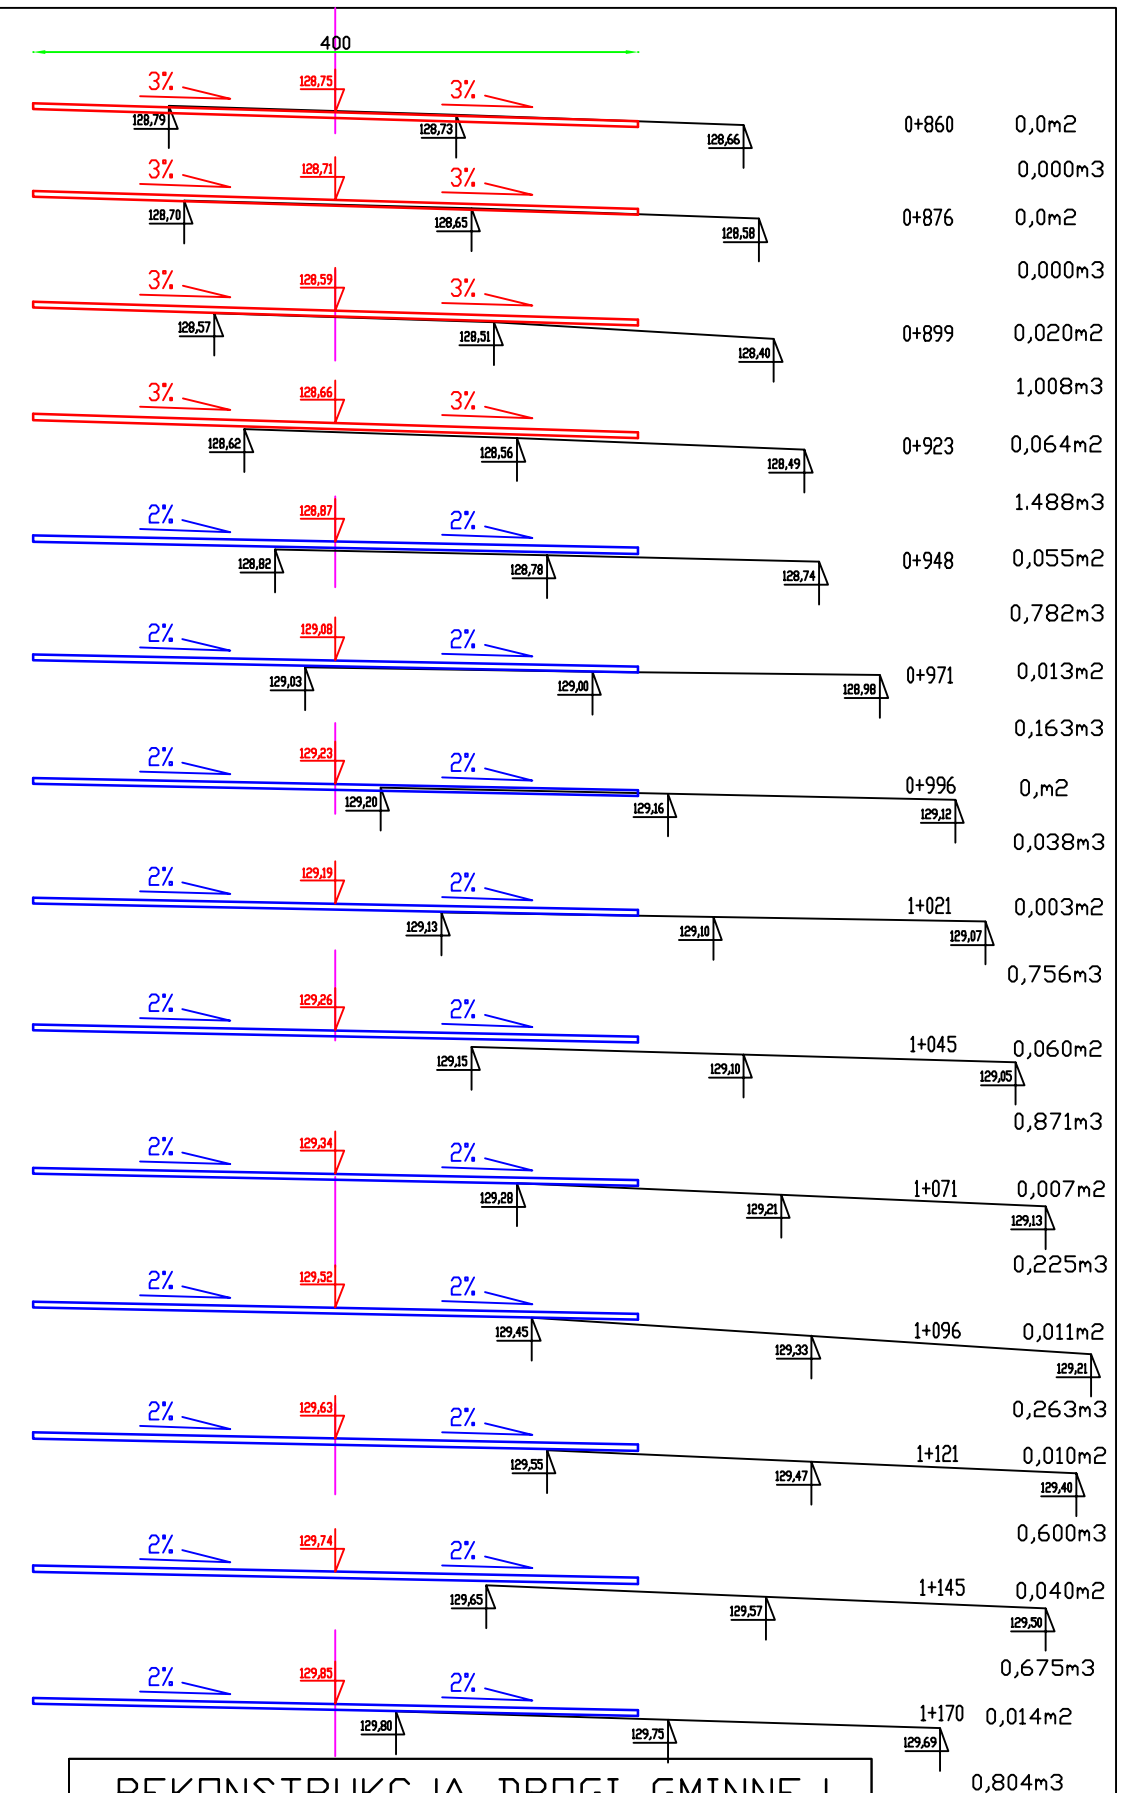 400
3% 128,75 3%
128,79 128,73 128,66 0+860 0,0m2
0,000m3
3% 128,71 3%
128,70 128,65 128,58 0+876 0,0m2
0,000m3
3% 128,59 3%
128,57 128,51 128,40 0+899 0,020m2
1,008m3
3% 128,66 3%
128,62 128,56 128,49 0+923 0,064m2
1.488m3
2% 128,87 2%
128,82 128,78 128,74 0+948 0,055m2
0,782m3
2% 129,08 2%
129,03 129,00 128,98 0+971 0,013m2
0,163m3
2% 129,23 2%
129,20 129,16 129,12 0+996 0,m2
0,038m3
2% 129,19 2%
129,13 129,10 129,07 1+021 0,003m2
0,756m3
2% 129,26 2%
129,15 129,10 129,05 1+045 0,060m2
0,871m3
2% 129,34 2%
129,28 129,21 129,13 1+071 0,007m2
0,225m3
2% 129,52 2%
129,45 129,33 129,21 1+096 0,011m2
0,263m3
2% 129,63 2%
129,55 129,47 129,40 1+121 0,010m2
0,600m3
2% 129,74 2%
129,65 129,57 129,50 1+145 0,040m2
0,675m3
2% 129,85 2%
129,80 129,75 129,69 1+170 0,014m2
0,804m3
REKONSTRUKCJA DROGI GMINNEJ